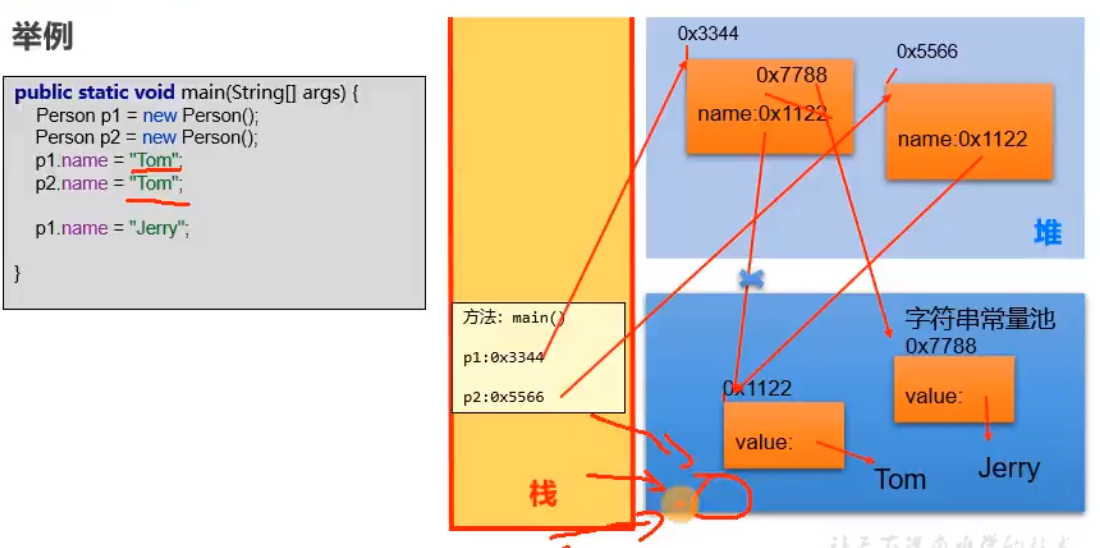 举例
public static void main(String[] args) {
Person p1 = new Person();
Person p2 = new Person();
p1.name = "Tom";
p2.name = "Tom";
p1.name = "Jerry";
}
方法: main()
p1:0x3344
p2:0x5566
栈
0x3344
0x7788
name:0x1122
0x5566
name:0x1122
堆
字符串常量池
0x7788
value:
Jerry
0x1122
value:
Tom